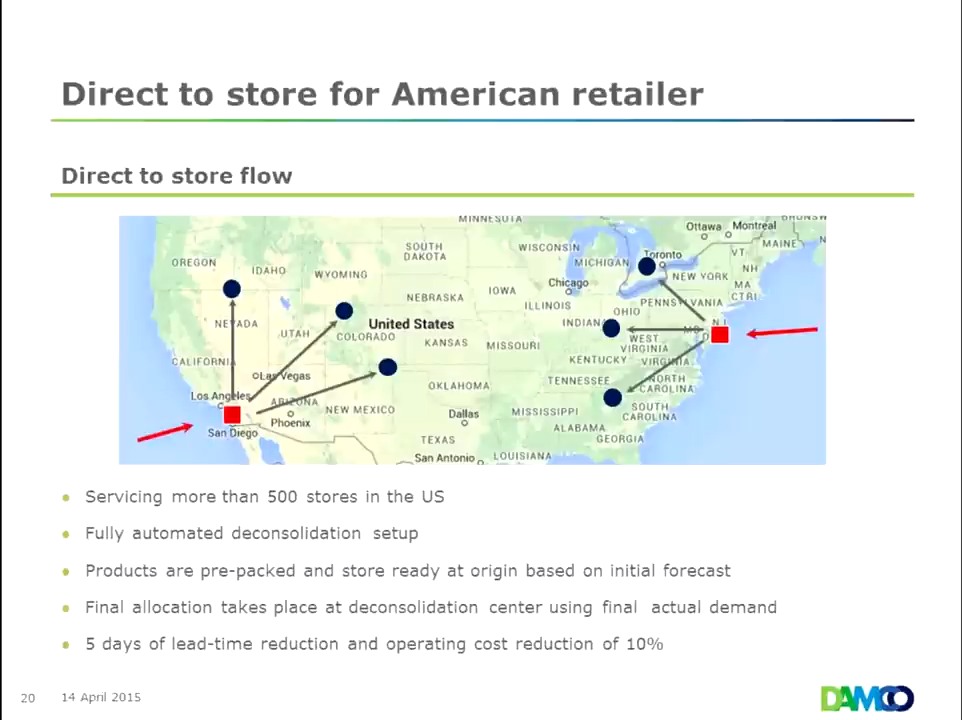 Direct to store for American retailer
Direct to store flow
MINNESOTA
Ottawa
Montreal
MAINE
SOUTH
DAKOTA
WISCONSIN
MICHIGAN
Toronto
VT
NH
OREGON
IDAHO
WYOMING
NEW YORK
MA
CT RI
Chicago
IOWA
NEBRASKA
ILLINOIS
OHIO
PENNSYLVANIA
NEVADA
UTAH
COLORADO
United States
KANSAS
MISSOURI
INDIANA
WEST
VIRGINIA
KENTUCKY
VIRGINIA
CALIFORNIA
Las Vegas
Los Angeles
ARIZONA
Phoenix
San Diego
NEW MEXICO
OKLAHOMA
TENNESSEE
NORTH
CAROLINA
Dallas
MISSISSIPPI
SOUTH
CAROLINA
ALABAMA
GEORGIA
TEXAS
San Antonio
LOUISIANA
• Servicing more than 500 stores in the US
• Fully automated deconsolidation setup
• Products are pre-packed and store ready at origin based on initial forecast
• Final allocation takes place at deconsolidation center using final actual demand
• 5 days of lead-time reduction and operating cost reduction of 10%
20 14 April 2015
DAMCO